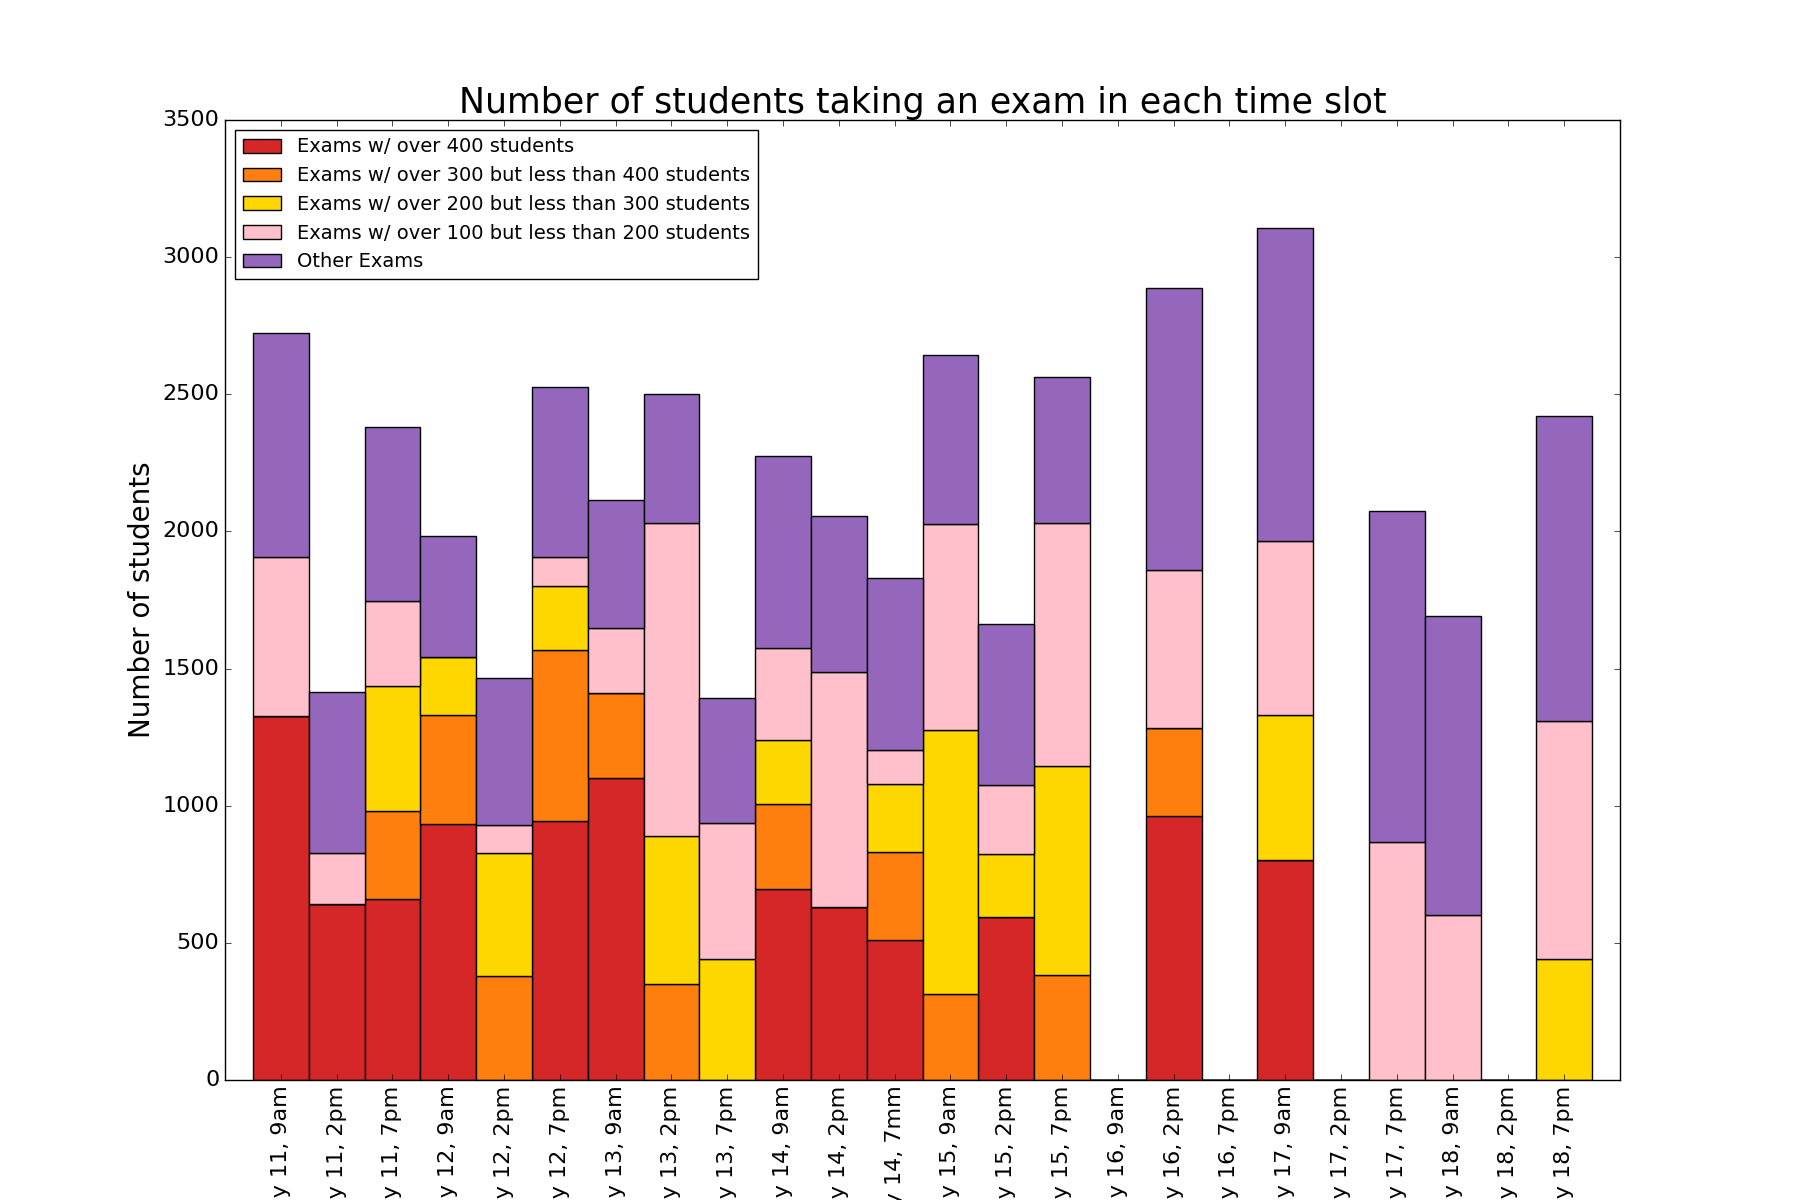 Number of students taking an exam in each time slot
3500
3000
2500
2000
1500
1000
500
0
Number of students
Exams w/ over 400 students
Exams w/ over 300 but less than 400 students
Exams w/ over 200 but less than 300 students
Exams w/ over 100 but less than 200 students
Other Exams
y 11, 9am
y 11, 2pm
y 11, 7pm
y 12, 9am
y 12, 2pm
y 12, 7pm
y 13, 9am
y 13, 2pm
y 13, 7pm
y 14, 9am
y 14, 2pm
y 14, 7mm
y 15, 9am
y 15, 2pm
y 15, 7pm
y 16, 9am
y 16, 2pm
y 16, 7pm
y 17, 9am
y 17, 2pm
y 17, 7pm
y 18, 9am
y 18, 2pm
y 18, 7pm